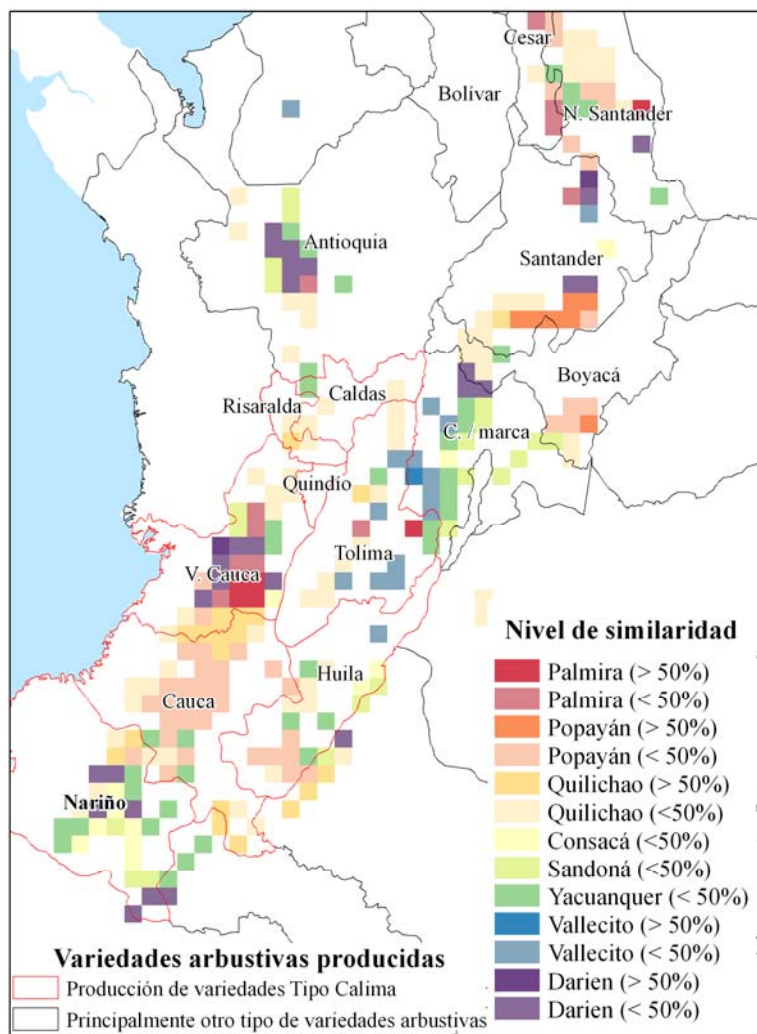 Cesar
Bolívar
N. Santander
Antioquia
Santander
Boyacá
Caldas
Risaralda
C. / marca
Quindío
Tolima
V. Cauca
Huila
Cauca
Nariño
Nivel de similaridad
Palmira (> 50%)
Palmira (< 50%)
Popayán (> 50%)
Popayán (< 50%)
Quilichao (> 50%)
Quilichao (<50%)
Consacá (<50%)
Sandoná (<50%)
Yacuanquer (< 50%)
Vallecito (> 50%)
Vallecito (< 50%)
Darien (> 50%)
Darien (< 50%)
Variedades arbustivas producidas
Producción de variedades Tipo Calima
Principalmente otro tipo de variedades arbustivas